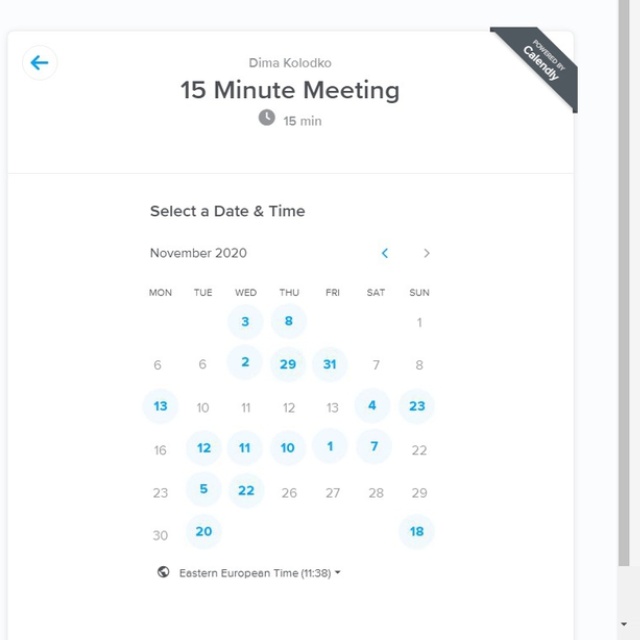 POWERED BY
Calendly
Dima Kolodko
15 Minute Meeting
15 min
Select a Date & Time
November 2020
MON TUE WED THU FRI SAT SUN
3 8 1
6 6 2 29 31 7 8
13 10 11 12 13 4 23
16 12 11 10 1 7 22
23 5 22 26 27 28 29
30 20 18
Eastern European Time (11:38)